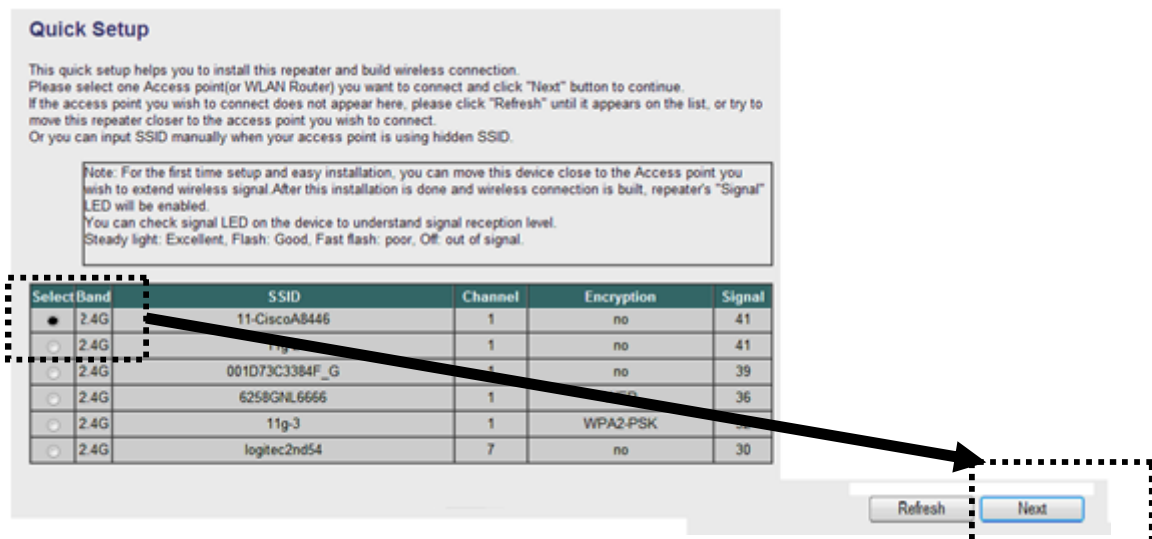 Quick Setup
This quick setup helps you to install this repeater and build wireless connection.
Please select one Access point(or WLAN Router) you want to connect and click "Next" button to continue.
If the access point you wish to connect does not appear here, please click "Refresh" until it appears on the list, or try to
move this repeater closer to the access point you wish to connect.
Or you can input SSID manually when your access point is using hidden SSID.
Note: For the first time setup and easy installation, you can move this device close to the Access point you
wish to extend wireless signal.After this installation is done and wireless connection is built, repeater's "Signal"
LED will be enabled.
You can check signal LED on the device to understand signal reception level.
Steady light: Excellent, Flash: Good, Fast flash: poor, Off: out of signal.
Select Band SSID Channel Encryption Signal
2.4G 11-CiscoA8446 1 no 41
2.4G 1 no 41
2.4G 001D73C3384F_G no 39
2.4G 6258GNL6666 1 36
2.4G 11g-3 1 WPA2-PSK
2.4G logitec2nd54 7 no 30
Refresh Next